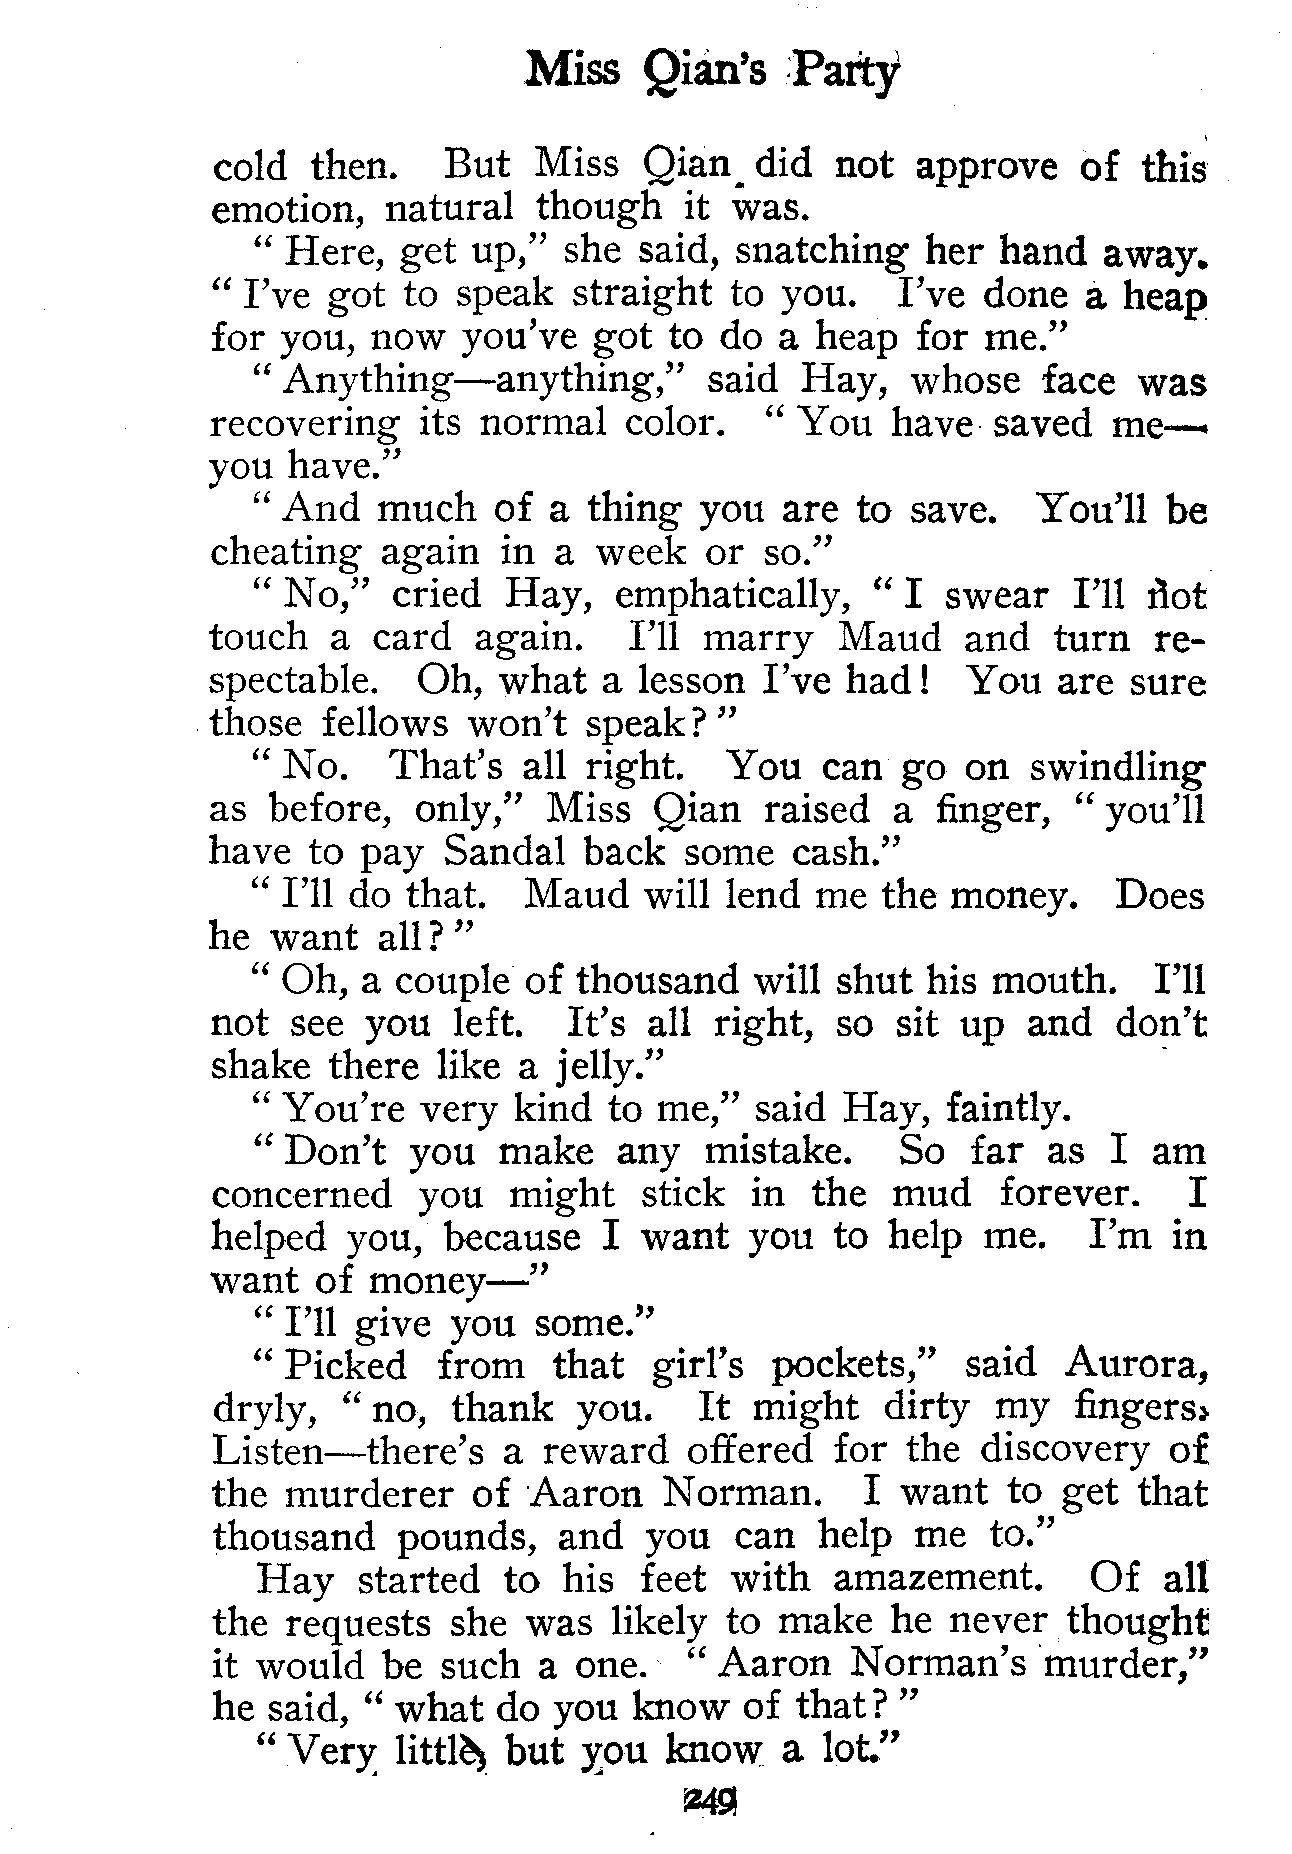 Miss Qian's Party
cold then. But Miss Qian did not approve of this
emotion, natural though it was.
" Here, get up," she said, snatching her hand away.
" I've got to speak straight to you. I've done a heap
for you, now you've got to do a heap for me."
" Anything—anything," said Hay, whose face was
recovering its normal color. " You have saved me—
you have."
" And much of a thing you are to save. You'll be
cheating again in a week or so."
" No," cried Hay, emphatically, " I swear I'll not
touch a card again. I'll marry Maud and turn re-
spectable. Oh, what a lesson I've had! You are sure
those fellows won't speak? "
" No. That's all right. You can go on swindling
as before, only," Miss Qian raised a finger, " you'll
have to pay Sandal back some cash."
" I'll do that. Maud will lend me the money. Does
he want all? "
" Oh, a couple of thousand will shut his mouth. I'll
not see you left. It's all right, so sit up and don't
shake there like a jelly."
" You're very kind to me," said Hay, faintly.
" Don't you make any mistake. So far as I am
concerned you might stick in the mud forever. I
helped you, because I want you to help me. I'm in
want of money—"
" I'll give you some."
" Picked from that girl's pockets," said Aurora,
dryly, " no, thank you. It might dirty my fingers.
Listen—there's a reward offered for the discovery of
the murderer of Aaron Norman. I want to get that
thousand pounds, and you can help me to."
Hay started to his feet with amazement. Of all
the requests she was likely to make he never thought
it would be such a one. " Aaron Norman's murder,"
he said, " what do you know of that? "
" Very little, but you know a lot."
249